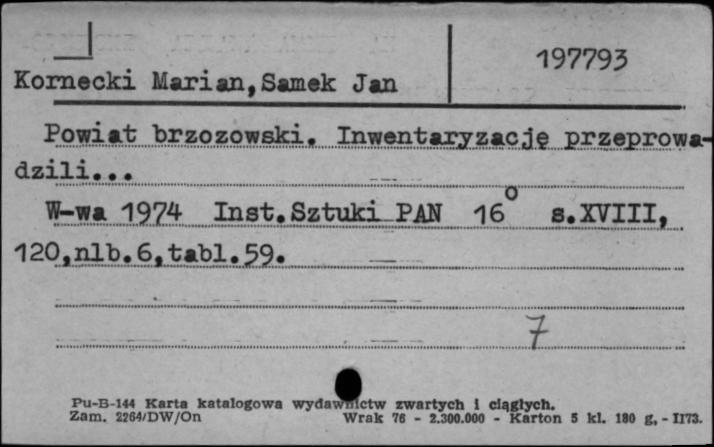 197793
Kornecki Marian,Samek Jan
Powiat brzozowski. Inwentaryzację przeprowa-
dzili...
W-wa 1974 Inst.Sztuki PAN 16° s.XVIII,
120,nlb.6,tabl.59.
7
Pu-B-144 Karta katalogowa wydawnictw zwartych i ciągłych.
Zam. 2264/DW/On Wrak 76 - 2.300.000 - Karton 5 kl. 180 g, - II73.